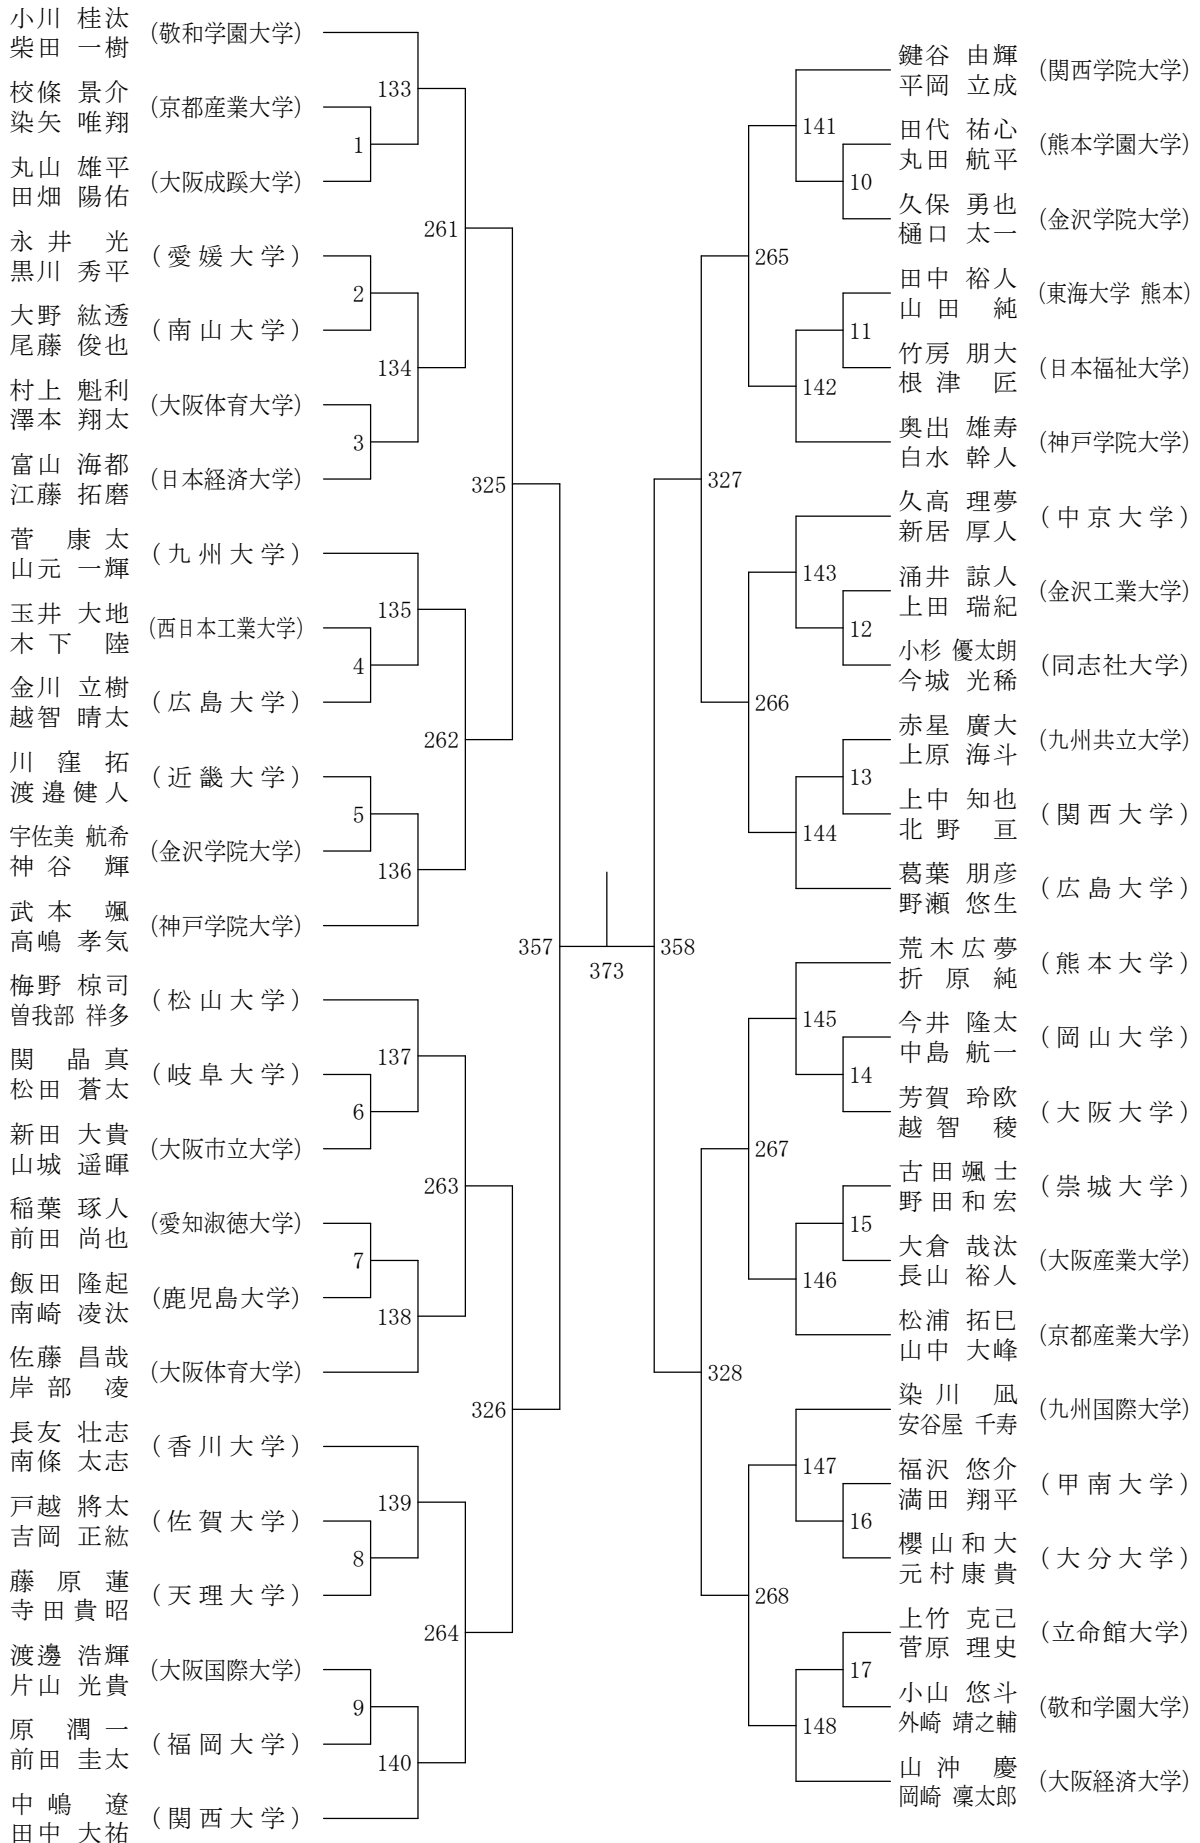 小川 桂汰
柴田 一樹
(敬和学園大学)
校條 景介
染矢 唯翔
(京都産業大学)
丸山 雄平
田畑 陽佑
(大阪成蹊大学)
永井 光
黒川 秀平
(愛媛大学)
大野 紘透
尾藤 俊也
(南山大学)
村上 魁利
澤本 翔太
(大阪体育大学)
富山 海都
江藤 拓磨
(日本経済大学)
菅 康太
山元 一輝
(九州大学)
玉井 大地
木下 陸
(西日本工業大学)
金川 立樹
越智 晴太
(広島大学)
川窪 拓
渡邉健人
(近畿大学)
宇佐美 航希
神谷 輝
(金沢学院大学)
武本 颯
高嶋 孝気
(神戸学院大学)
梅野 椋司
曽我部 祥多
(松山大学)
関 晶真
松田 蒼太
(岐阜大学)
新田 大貴
山城 遥暉
(大阪市立大学)
稲葉 琢人
前田 尚也
(愛知淑徳大学)
飯田 隆起
南崎 凌汰
(鹿児島大学)
佐藤 昌哉
岸部 凌
(大阪体育大学)
長友 壮志
南條 太志
(香川大学)
戸越 將太
吉岡 正紘
(佐賀大学)
藤原 蓮
寺田貴昭
(天理大学)
渡邊 浩輝
片山 光貴
(大阪国際大学)
原 潤一
前田 圭太
(福岡大学)
中嶋 遼
田中 大祐
(関西大学)
133
1
261
2
134
3
325
135
4
262
5
136
357
137
6
263
7
138
326
139
8
264
9
140
373
358
141
10
265
11
142
327
143
12
266
13
144
145
14
267
15
146
328
147
16
268
17
148
鍵谷 由輝
平岡 立成
(関西学院大学)
田代 祐心
丸田 航平
(熊本学園大学)
久保 勇也
樋口 太一
(金沢学院大学)
田中 裕人
山田 純
(東海大学 熊本)
竹房 朋大
根津 匠
(日本福祉大学)
奥出 雄寿
白水 幹人
(神戸学院大学)
久高 理夢
新居 厚人
(中京大学)
涌井 諒人
上田 瑞紀
(金沢工業大学)
小杉 優太朗
今城 光稀
(同志社大学)
赤星 廣大
上原 海斗
(九州共立大学)
上中 知也
北野 亘
(関西大学)
葛葉 朋彦
野瀬 悠生
(広島大学)
荒木広夢
折原 純
(熊本大学)
今井 隆太
中島 航一
(岡山大学)
芳賀 玲欧
越智 稜
(大阪大学)
古田颯士
野田和宏
(崇城大学)
大倉 哉汰
長山 裕人
(大阪産業大学)
松浦 拓巳
山中 大峰
(京都産業大学)
染川 凪
安谷屋 千寿
(九州国際大学)
福沢 悠介
満田 翔平
(甲南大学)
櫻山和大
元村康貴
(大分大学)
上竹 克己
菅原 理史
(立命館大学)
小山 悠斗
外崎 靖之輔
(敬和学園大学)
山沖 慶
岡崎 凜太郎
(大阪経済大学)